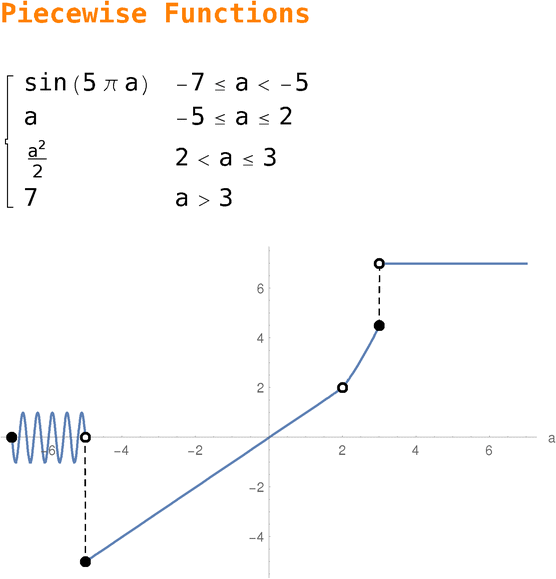 Piecewise Functions
sin(5 π a) −7 ≤ a < −5
a −5 ≤ a ≤ 2
a²/2 2 < a ≤ 3
7 a > 3
6
4
2
−6 −4 −2 2 4 6 a
−2
−4